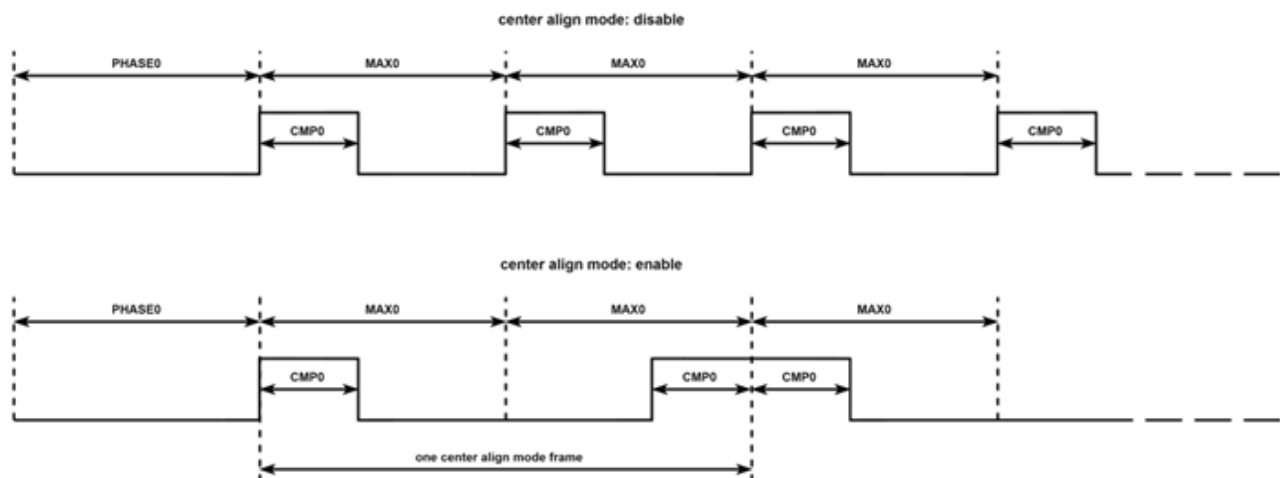 center align mode: disable
PHASE0 MAX0 MAX0 MAX0
CMP0 CMP0 CMP0 CMP0
center align mode: enable
PHASE0 MAX0 MAX0 MAX0
CMP0 CMP0 CMP0
one center align mode frame